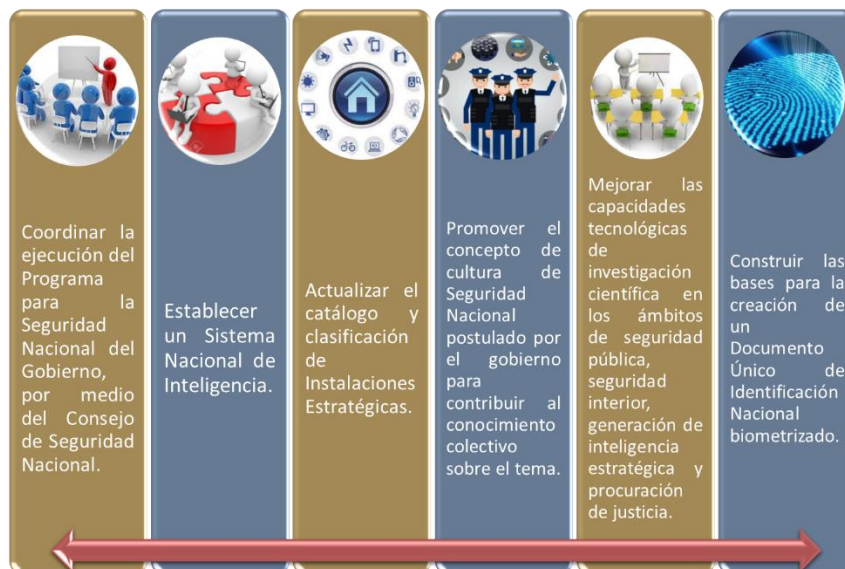 Coordinar la
ejecución del
Programa
para la
Seguridad
Nacional del
Gobierno,
por medio
del Consejo
de Seguridad
Nacional.
Establecer
un Sistema
Nacional de
Inteligencia.
Actualizar el
catálogo y
clasificación
de
Instalaciones
Estratégicas.
Promover el
concepto de
cultura de
Seguridad
Nacional
postulado por
el gobierno
para
contribuir al
conocimiento
colectivo
sobre el tema.
Mejorar las
capacidades
tecnológicas
de
investigación
científica en
los ámbitos
de seguridad
pública,
seguridad
interior,
generación de
inteligencia
estratégica y
procuración
de justicia.
Construir las
bases para la
creación de
un
Documento
Único de
Identificación
Nacional
biometrizado.